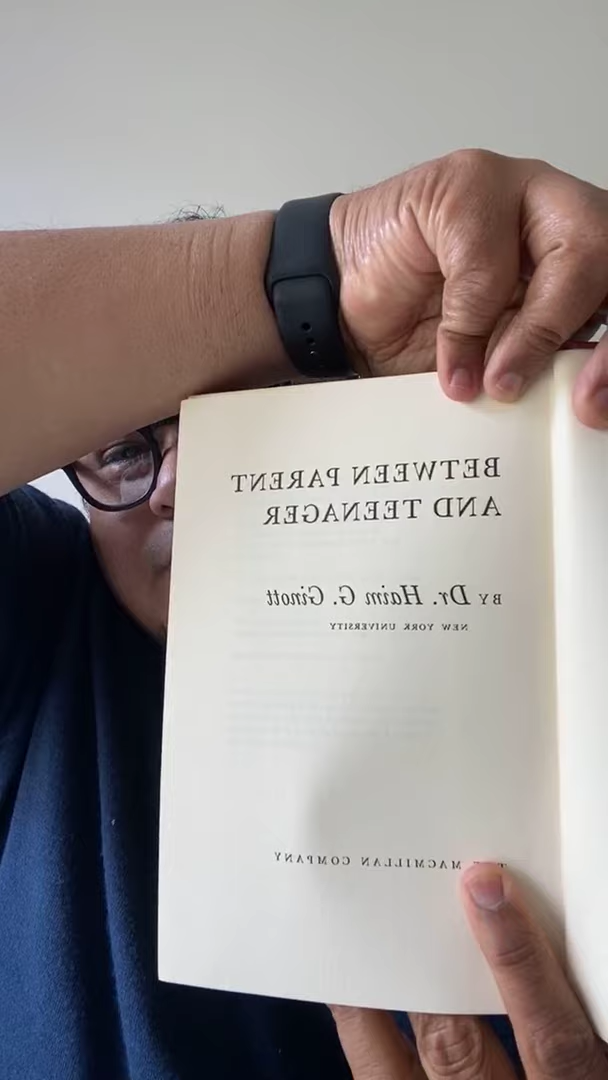 BETWEEN PARENT
AND TEENAGER
BY Dr. Haim G. Ginott
NEW YORK UNIVERSITY
MACMILLAN COMPANY